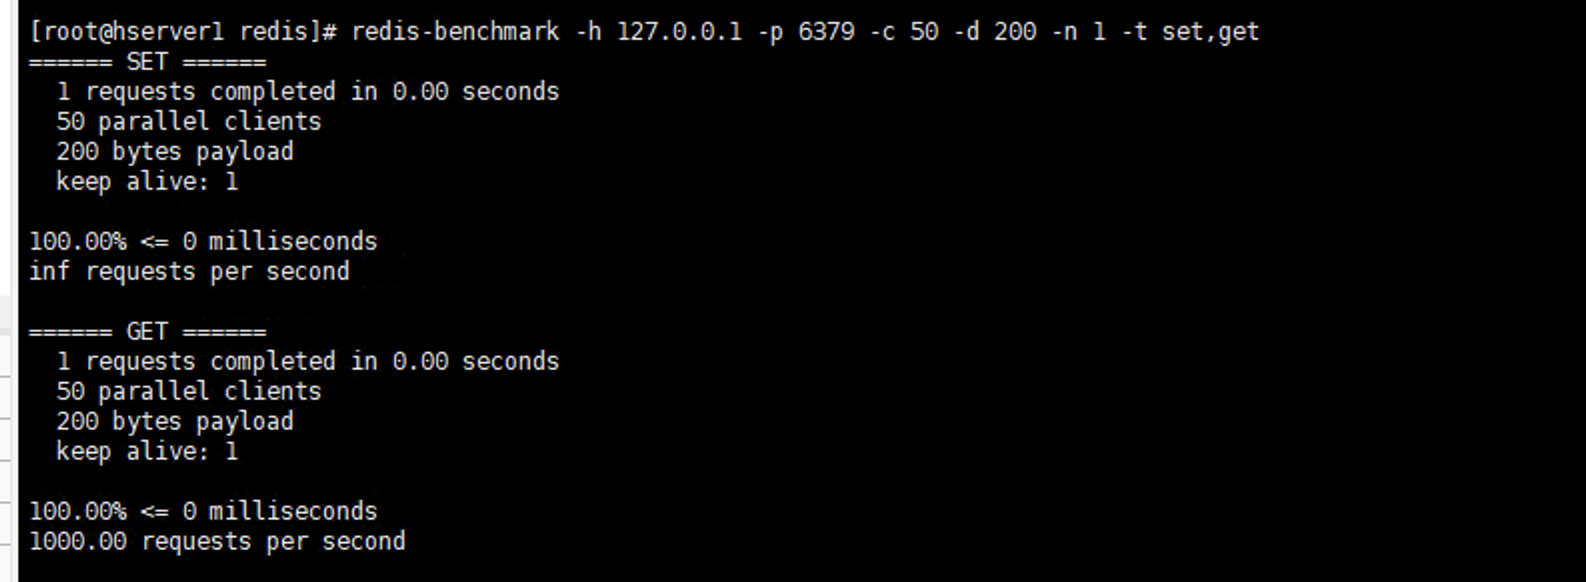 [root@hserver1 redis]# redis-benchmark -h 127.0.0.1 -p 6379 -c 50 -d 200 -n 1 -t set,get
====== SET ======
1 requests completed in 0.00 seconds
50 parallel clients
200 bytes payload
keep alive: 1
100.00% <= 0 milliseconds
inf requests per second
====== GET ======
1 requests completed in 0.00 seconds
50 parallel clients
200 bytes payload
keep alive: 1
100.00% <= 0 milliseconds
1000.00 requests per second